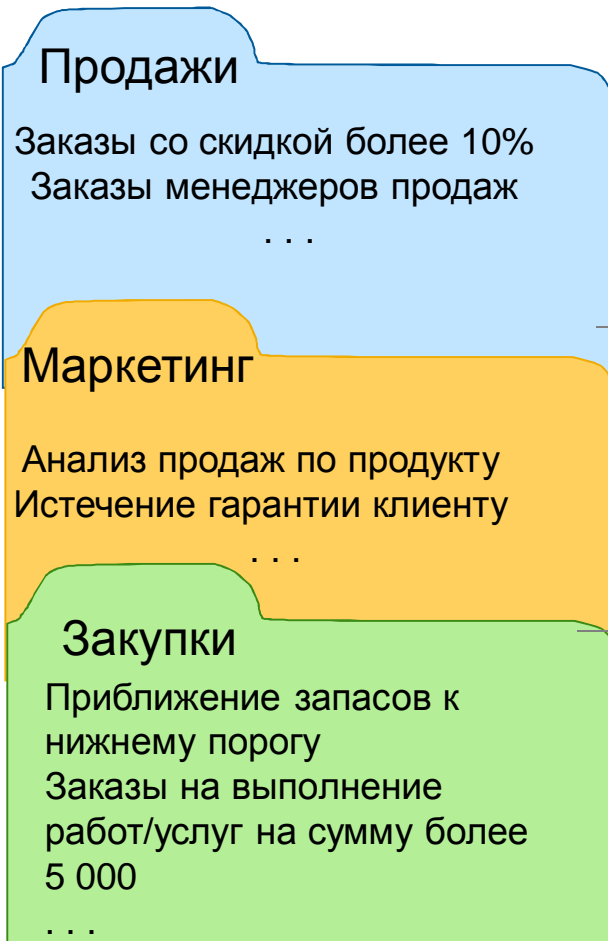 Продажи
Заказы со скидкой более 10%
Заказы менеджеров продаж
. . .
Маркетинг
Анализ продаж по продукту
Истечение гарантии клиенту
. . .
Закупки
Приближение запасов к
нижнему порогу
Заказы на выполнение
работ/услуг на сумму более
5 000
. . .